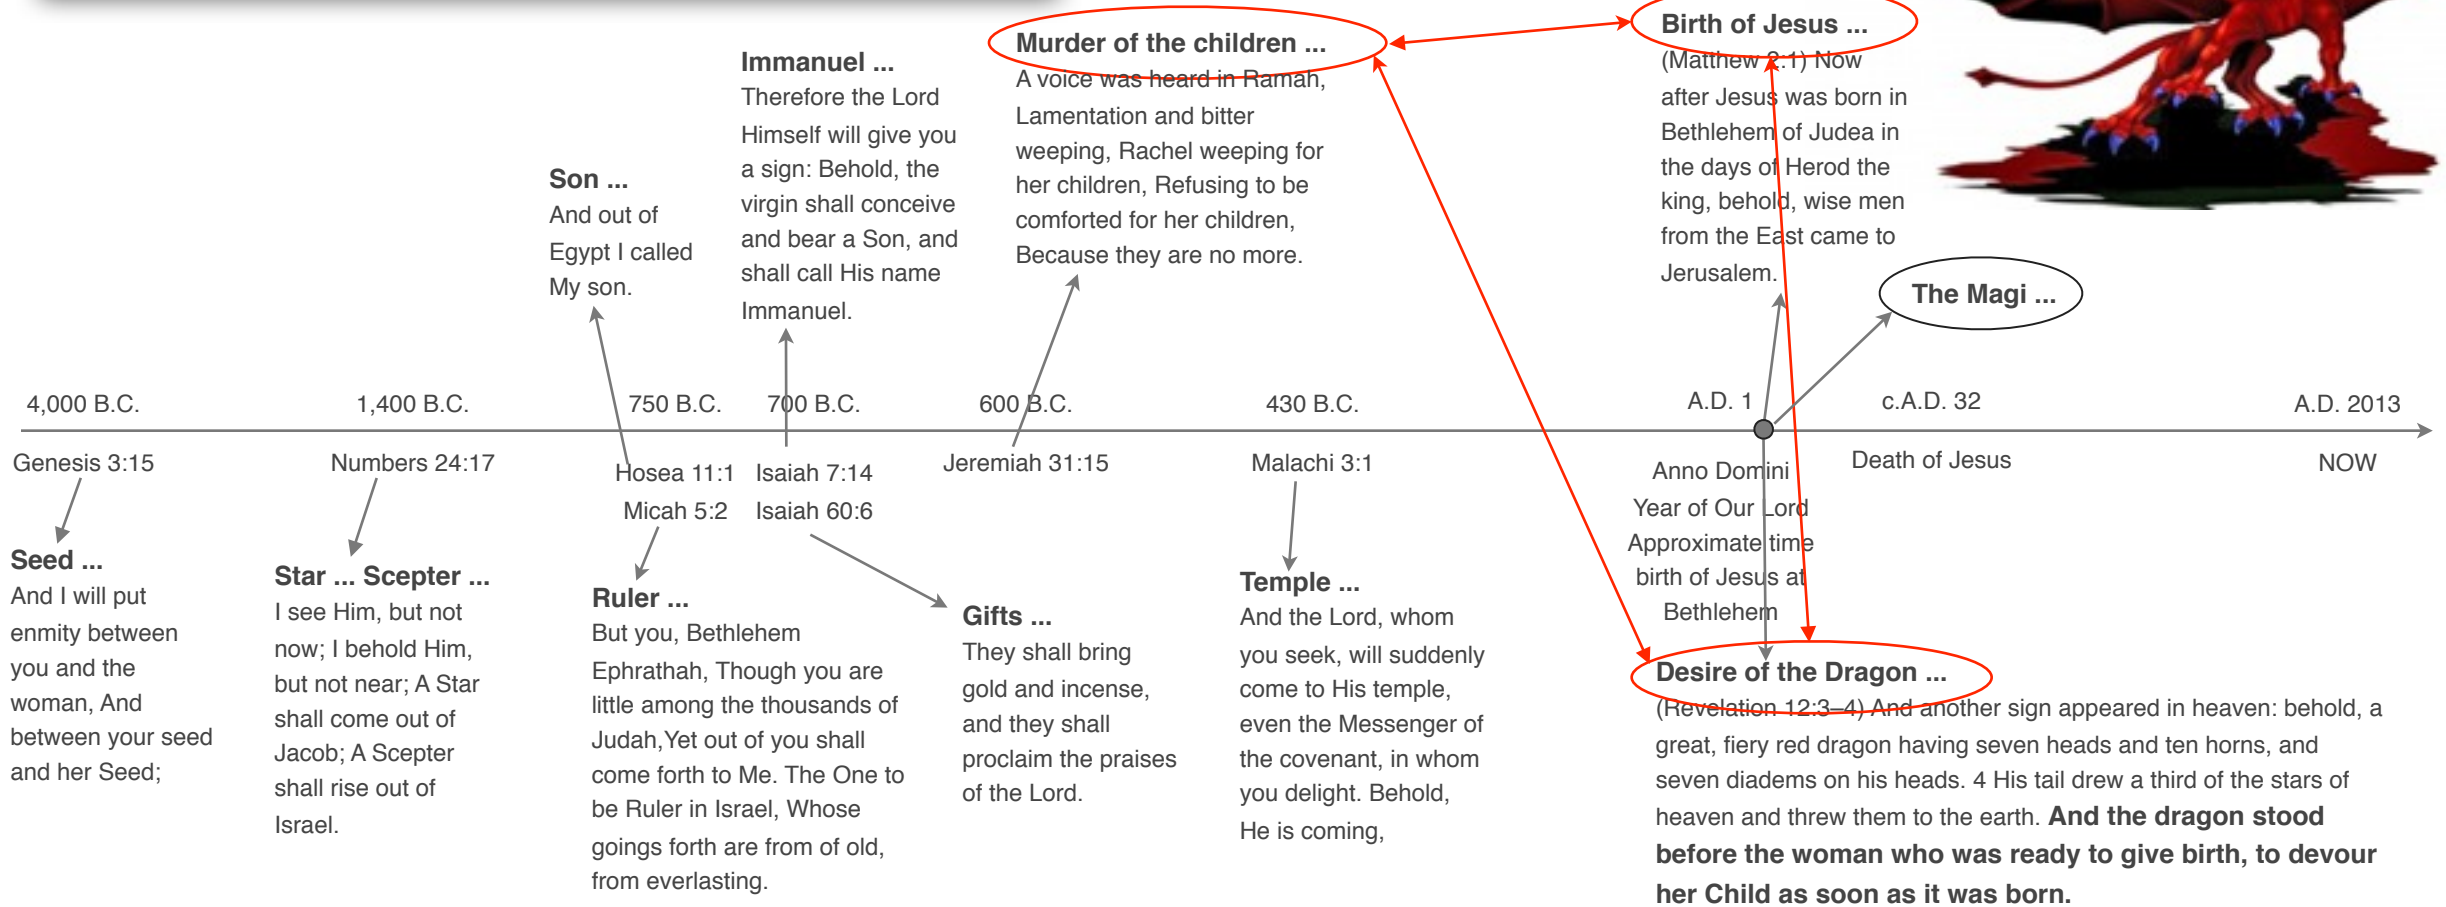 Murder of the children ...
A voice was heard in Ramah,
Lamentation and bitter
weeping, Rachel weeping for
her children, Refusing to be
comforted for her children,
Because they are no more.
Birth of Jesus ...
(Matthew 2:1) Now
after Jesus was born in
Bethlehem of Judea in
the days of Herod the
king, behold, wise men
from the East came to
Jerusalem.
Immanuel ...
Therefore the Lord
Himself will give you
a sign: Behold, the
virgin shall conceive
and bear a Son, and
shall call His name
Immanuel.
Son ...
And out of
Egypt I called
My son.
The Magi ...
4,000 B.C.
1,400 B.C.
750 B.C.
700 B.C.
600 B.C.
430 B.C.
A.D. 1
c.A.D. 32
A.D. 2013
Genesis 3:15
Numbers 24:17
Hosea 11:1
Micah 5:2
Isaiah 7:14
Isaiah 60:6
Jeremiah 31:15
Malachi 3:1
Anno Domini
Year of Our Lord
Approximate time
birth of Jesus at
Bethlehem
Death of Jesus
NOW
Seed ...
And I will put
enmity between
you and the
woman, And
between your seed
and her Seed;
Star ... Scepter ...
I see Him, but not
now; I behold Him,
but not near; A Star
shall come out of
Jacob; A Scepter
shall rise out of
Israel.
Ruler ...
But you, Bethlehem
Ephrathah, Though you are
little among the thousands of
Judah,Yet out of you shall
come forth to Me. The One to
be Ruler in Israel, Whose
goings forth are from of old,
from everlasting.
Gifts ...
They shall bring
gold and incense,
and they shall
proclaim the praises
of the Lord.
Temple ...
And the Lord, whom
you seek, will suddenly
come to His temple,
even the Messenger of
the covenant, in whom
you delight. Behold,
He is coming,
Desire of the Dragon ...
(Revelation 12:3–4) And another sign appeared in heaven: behold, a
great, fiery red dragon having seven heads and ten horns, and
seven diadems on his heads. 4 His tail drew a third of the stars of
heaven and threw them to the earth. And the dragon stood
before the woman who was ready to give birth, to devour
her Child as soon as it was born.